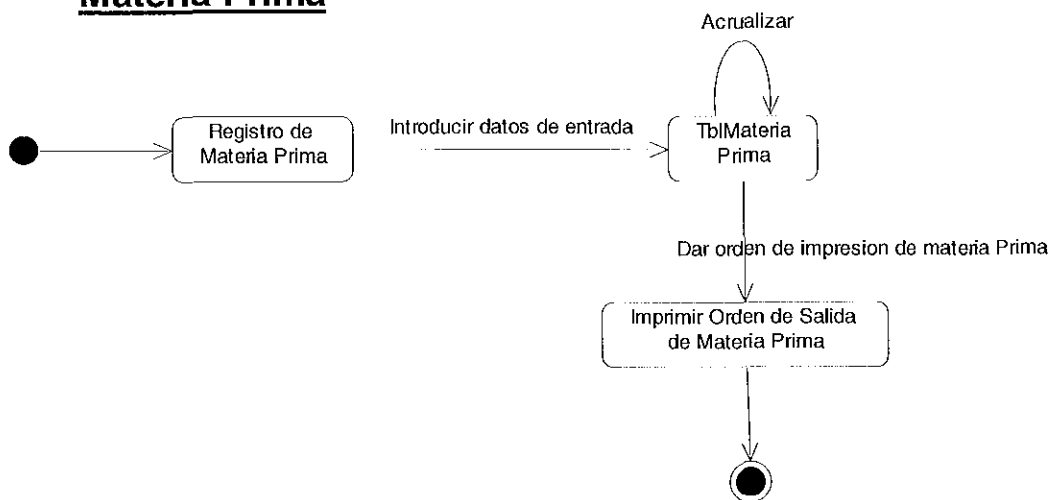 Materia Prima
Acrualizar
Registro de
Materia Prima
Introducir datos de entrada
TblMateria
Prima
Dar orden de impresion de materia Prima
Imprimir Orden de Salida
de Materia Prima